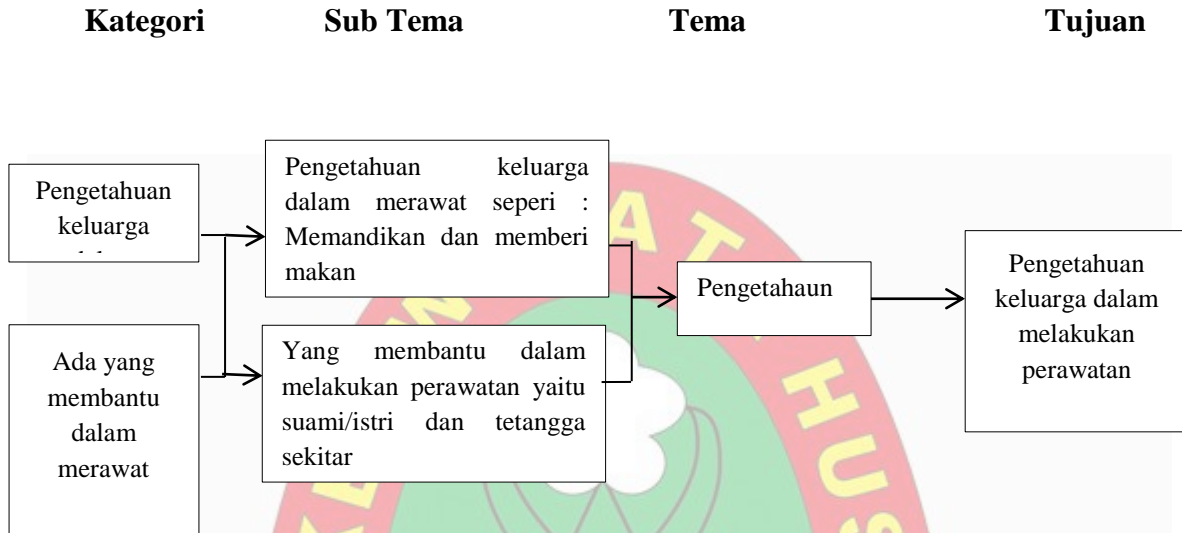 Kategori Sub Tema Tema Tujuan
Pengetahuan
keluarga
Pengetahuan keluarga
dalam merawat seperi :
Memandikan dan memberi
makan
Ada yang
membantu
dalam
merawat
Yang membantu dalam
melakukan perawatan yaitu
suami/istri dan tetangga
sekitar
Pengetahaun
Pengetahuan
keluarga dalam
melakukan
perawatan